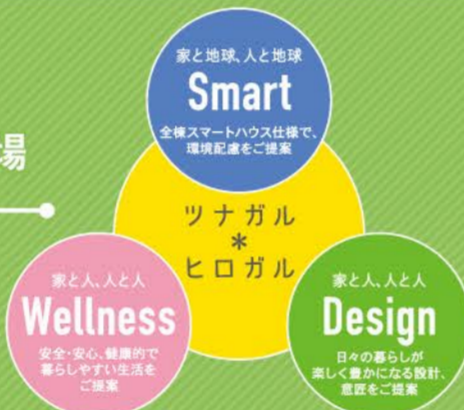 家と地球、人と地球
Smart
全棟スマートハウス仕様で、
環境配慮をご提案
場
ツナガル
*
ヒロガル
家と人、人と人
Wellness
安全・安心、健康的で
暮らしやすい生活を
ご提案
家と人、人と人
Design
日々の暮らしが
楽しく豊かになる設計、
意匠をご提案